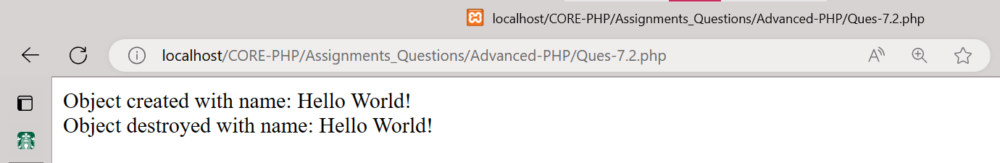 localhost/CORE-PHP/Assignments_Questions/Advanced-PHP/Ques-7.2.php
localhost/CORE-PHP/Assignments_Questions/Advanced-PHP/Ques-7.2.php
Object created with name: Hello World!
Object destroyed with name: Hello World!